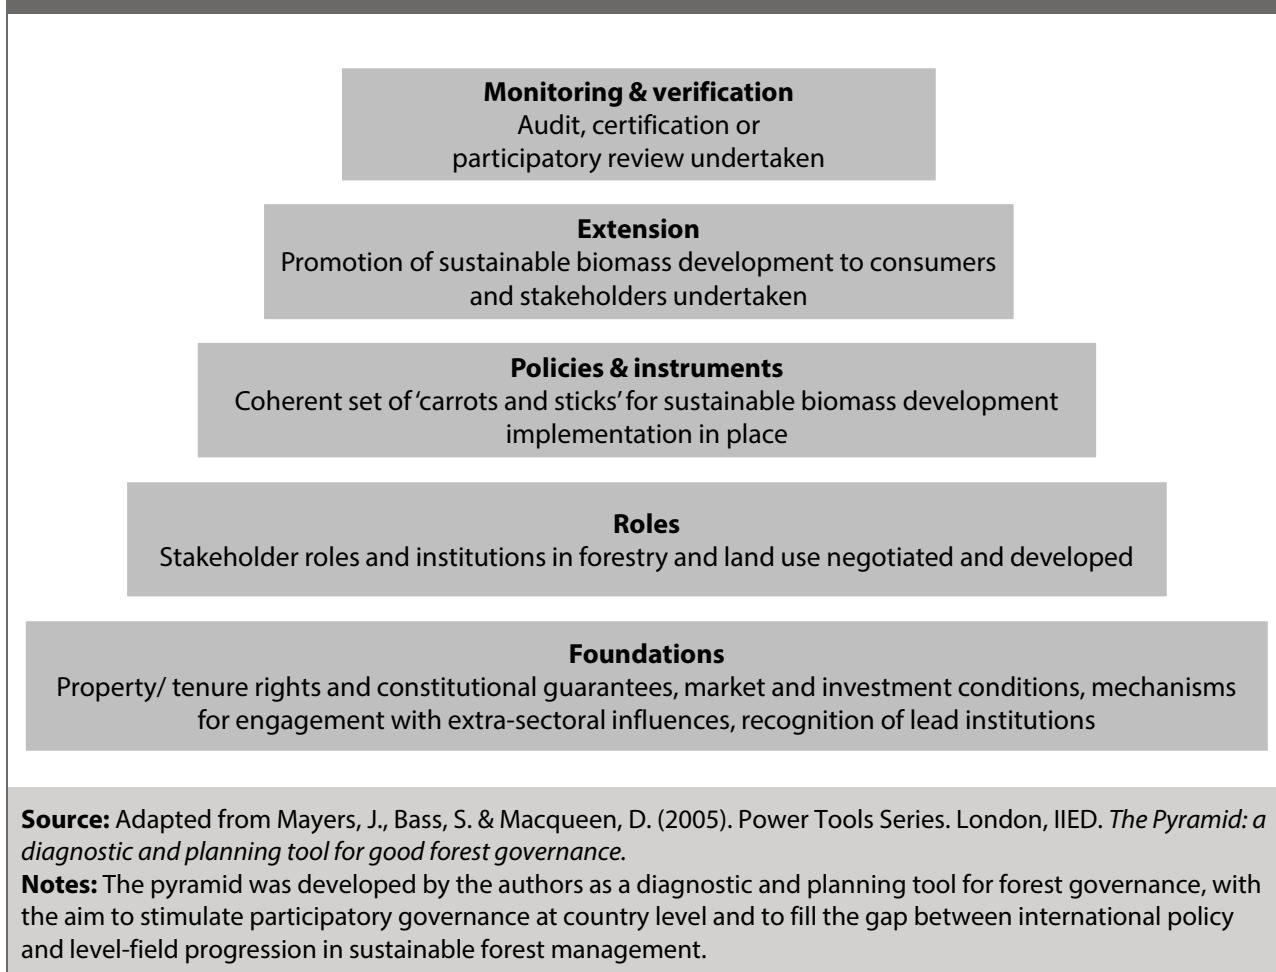 Monitoring & verification
Audit, certification or
participatory review undertaken
Extension
Promotion of sustainable biomass development to consumers
and stakeholders undertaken
Policies & instruments
Coherent set of ‘carrots and sticks’ for sustainable biomass development
implementation in place
Roles
Stakeholder roles and institutions in forestry and land use negotiated and developed
Foundations
Property/ tenure rights and constitutional guarantees, market and investment conditions, mechanisms
for engagement with extra-sectoral influences, recognition of lead institutions
Source: Adapted from Mayers, J., Bass, S. & Macqueen, D. (2005). Power Tools Series. London, IIED. The Pyramid: a
diagnostic and planning tool for good forest governance.
Notes: The pyramid was developed by the authors as a diagnostic and planning tool for forest governance, with
the aim to stimulate participatory governance at country level and to fill the gap between international policy
and level-field progression in sustainable forest management.